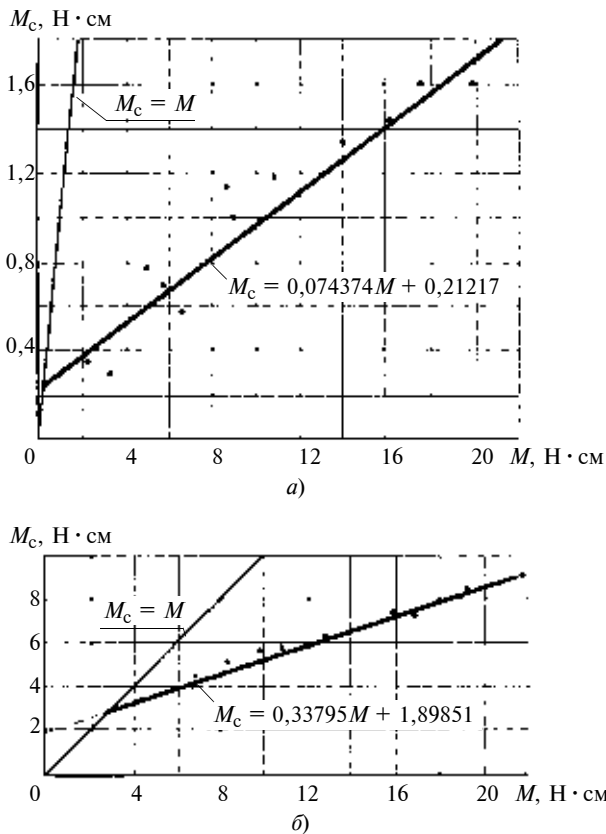 Mс, Н · см
1.6
Mс = M
1,2
0,8
Mс = 0,074374M + 0,21217
0,4
0 4 8 12 16 20 M, Н · см
а)
Mс, Н · см
8
Mс = M
6
4
Mс = 0,33795M + 1,89851
2
0 4 8 12 16 20 M, Н · см
б)